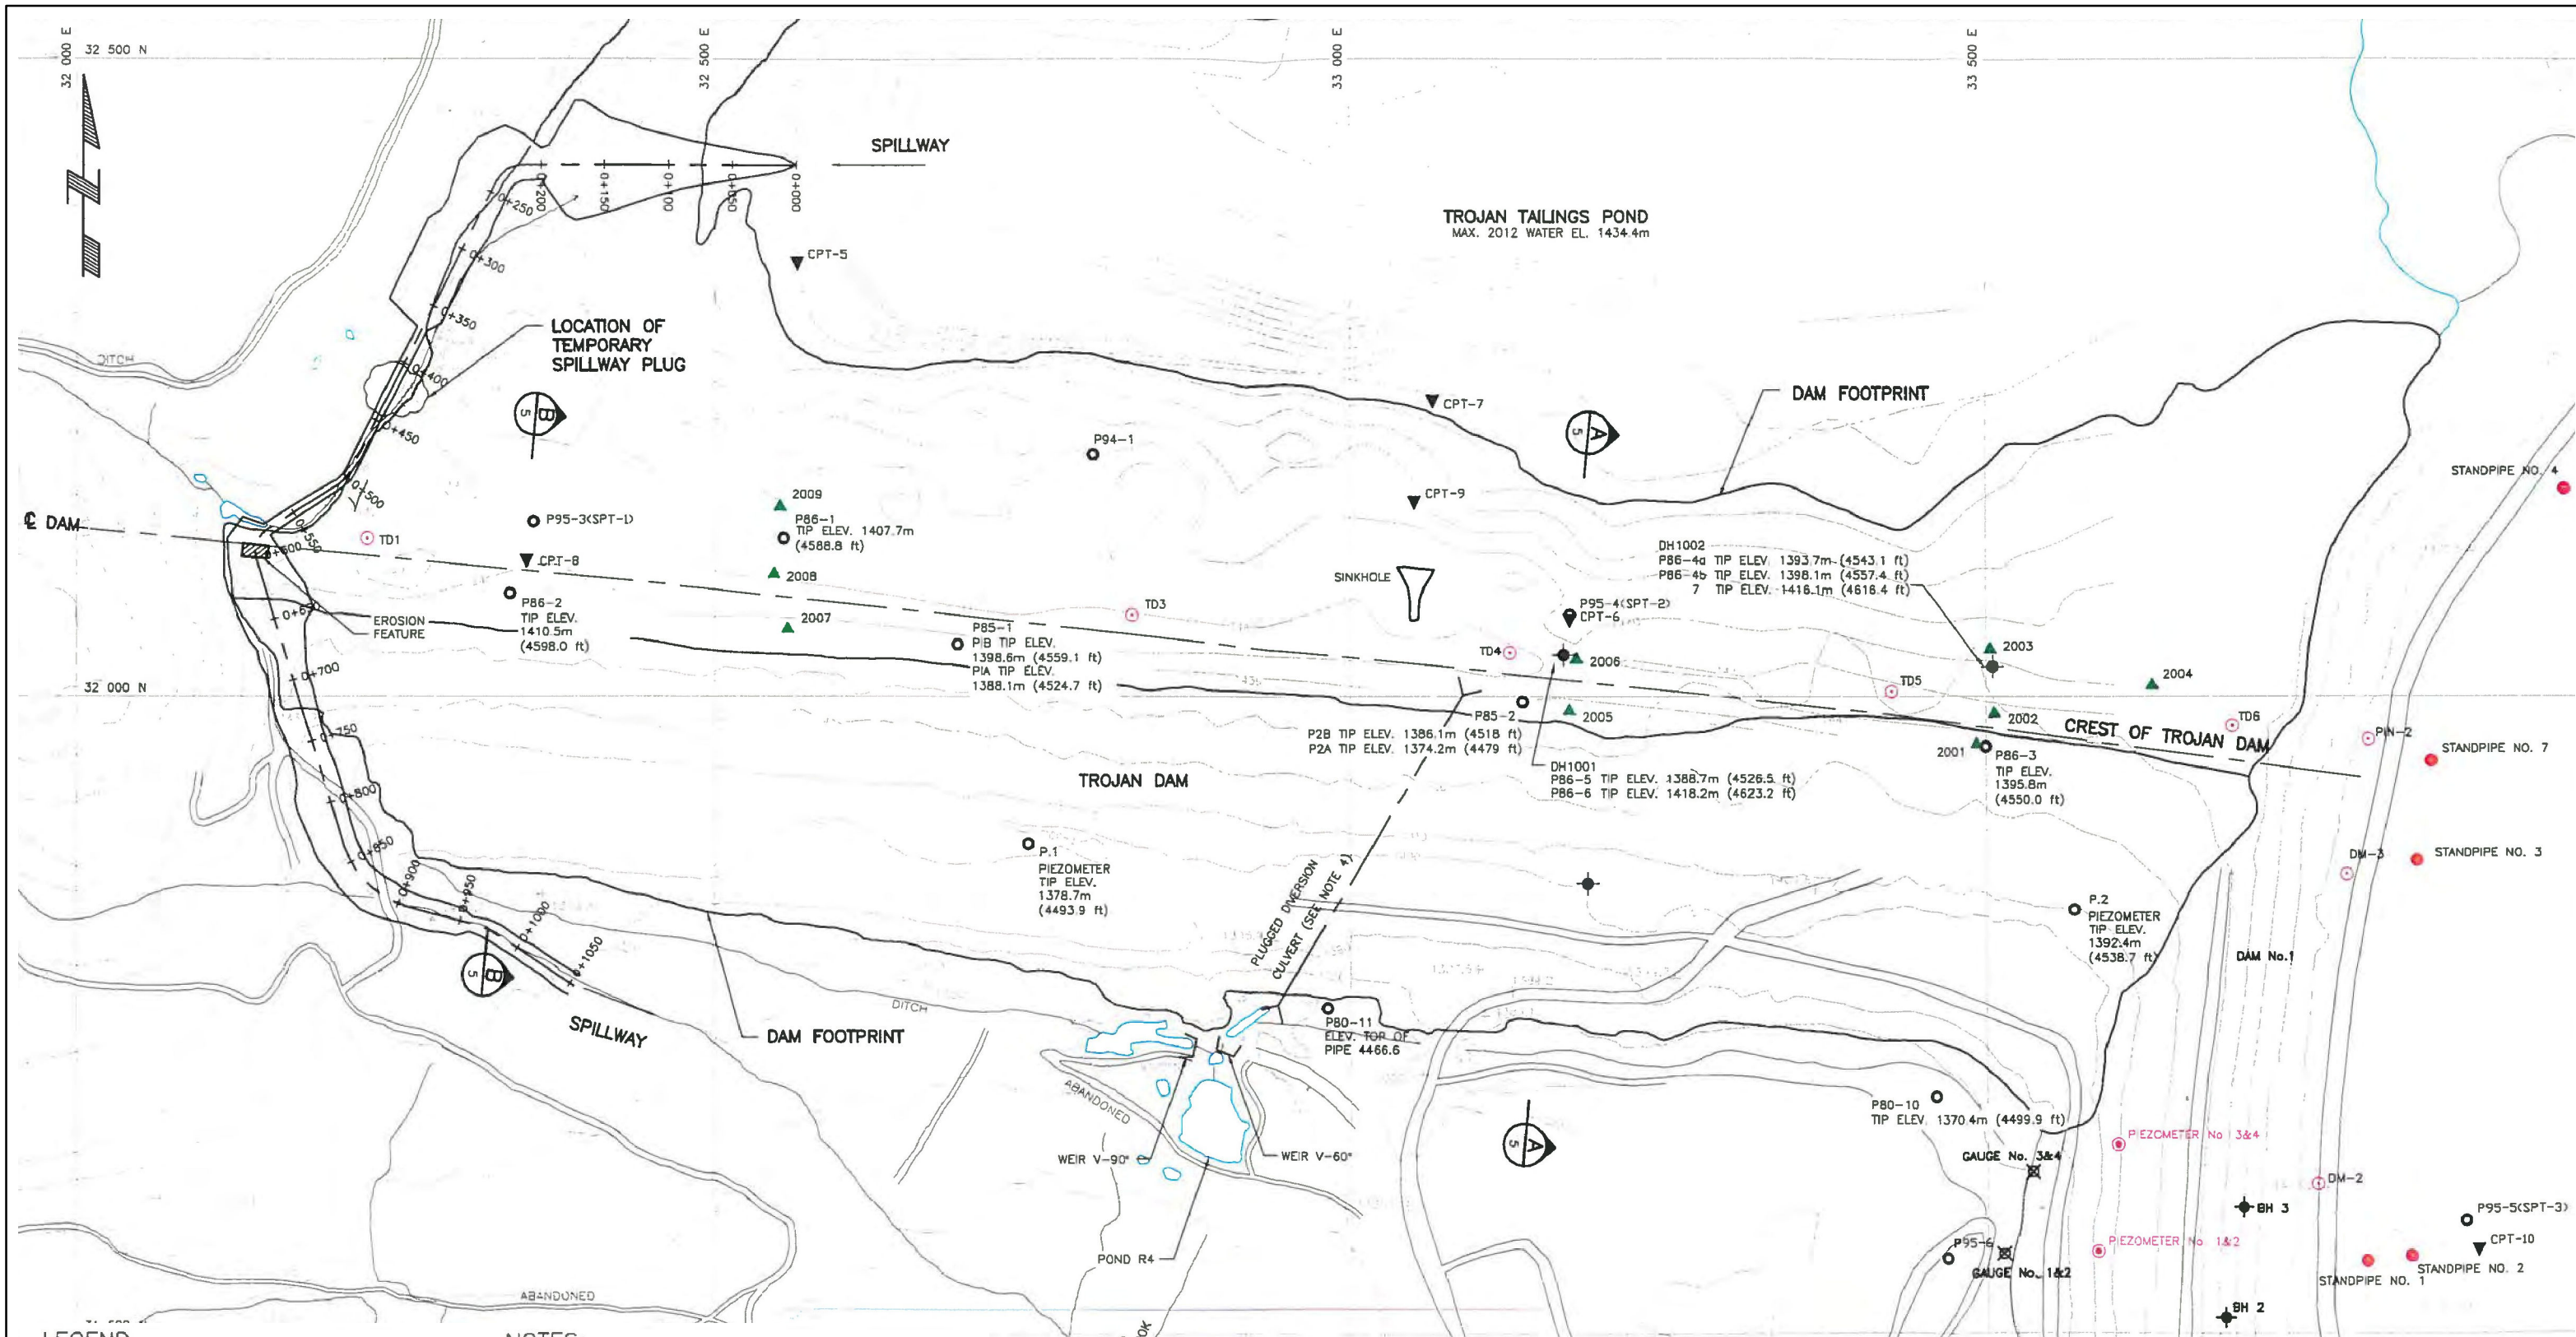 32 000 E
32 500 N
32 500 E
33 000 E
33 500 E
SPILLWAY
0+000
0+050
0+100
0+150
0+200
0+250
0+300
0+350
0+400
0+450
0+500
0+550
0+600
0+650
0+700
0+750
0+800
0+850
0+900
0+950
0+1000
0+1050
CPT-5
TROJAN TAILINGS POND
MAX. 2012 WATER EL. 1434.4m
LOCATION OF
TEMPORARY
SPILLWAY PLUG
DITCH
B
5
A
5
CPT-7
DAM FOOTPRINT
P94-1
CPT-9
STANDPIPE NO. 4
DAM
TD1
P95-3(SPT-1)
CPT-8
2009
P86-1
TIP ELEV. 1407.7m
(4588.8 ft)
2008
2007
P86-2
TIP ELEV.
1410.5m
(4598.0 ft)
EROSION
FEATURE
SINKHOLE
TD3
P85-1
P1B TIP ELEV.
1398.6m (4559.1 ft)
P1A TIP ELEV.
1388.1m (4524.7 ft)
P95-4(SPT-2)
CPT-6
TD4
2006
DH1002
P86-4a TIP ELEV. 1393.7m (4543.1 ft)
P86-4b TIP ELEV. 1398.1m (4557.4 ft)
7 TIP ELEV. 1416.1m (4616.4 ft)
2003
2004
TD5
32 000 N
P85-2
2005
P2B TIP ELEV. 1386.1m (4518 ft)
P2A TIP ELEV. 1374.2m (4479 ft)
DH1001
P86-5 TIP ELEV. 1388.7m (4526.5 ft)
P86-6 TIP ELEV. 1418.2m (4623.2 ft)
2002
2001
P86-3
TIP ELEV.
1395.8m
(4550.0 ft)
CREST OF TROJAN DAM
TD6
PIN-2
STANDPIPE NO. 7
TROJAN DAM
P.1
PIEZOMETER
TIP ELEV.
1378.7m
(4493.9 ft)
PLUGGED DIVERSION
CULVERT (SEE NOTE 4)
DM-3
STANDPIPE NO. 3
P.2
PIEZOMETER
TIP ELEV.
1392.4m
(4538.7 ft)
DAM No.1
B
5
SPILLWAY
DAM FOOTPRINT
DITCH
P80-11
ELEV. TOP OF
PIPE 4466.6
ABANDONED
WEIR V-90°
WEIR V-60°
POND R4
A
5
P80-10
TIP ELEV. 1370.4m (4499.9 ft)
PIEZOMETER No 3&4
GAUGE No. 3&4
DM-2
BH 3
P95-5(SPT-3)
CPT-10
P95-6
GAUGE No. 1&2
PIEZOMETER No 1&2
STANDPIPE NO. 1
STANDPIPE NO. 2
BH 2
ABANDONED
LEGEND
NOTES